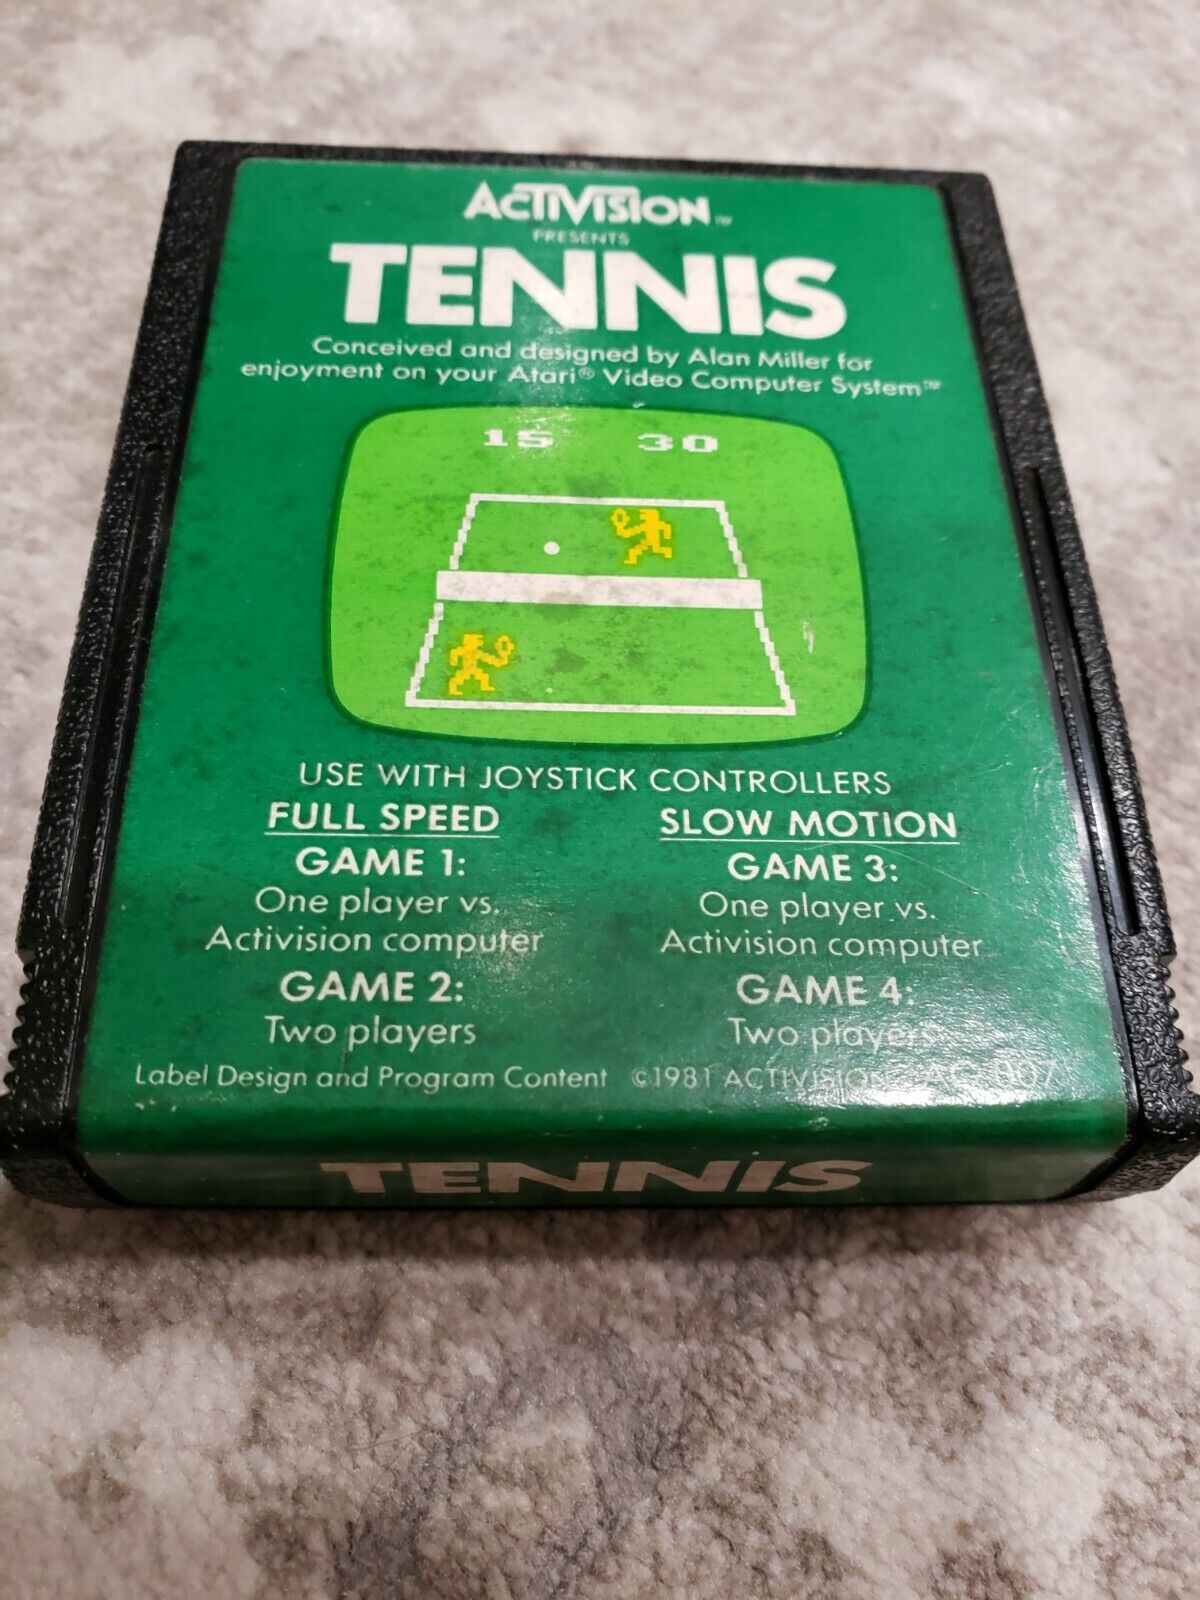 ACTIVISION™
PRESENTS
TENNIS
Conceived and designed by Alan Miller for
enjoyment on your Atari® Video Computer System™
15 30
USE WITH JOYSTICK CONTROLLERS
FULL SPEED
GAME 1:
One player vs.
Activision computer
GAME 2:
Two players
SLOW MOTION
GAME 3:
One player vs.
Activision computer
GAME 4:
Two players
Label Design and Program Content ©1981 ACTIVISION
TENNIS